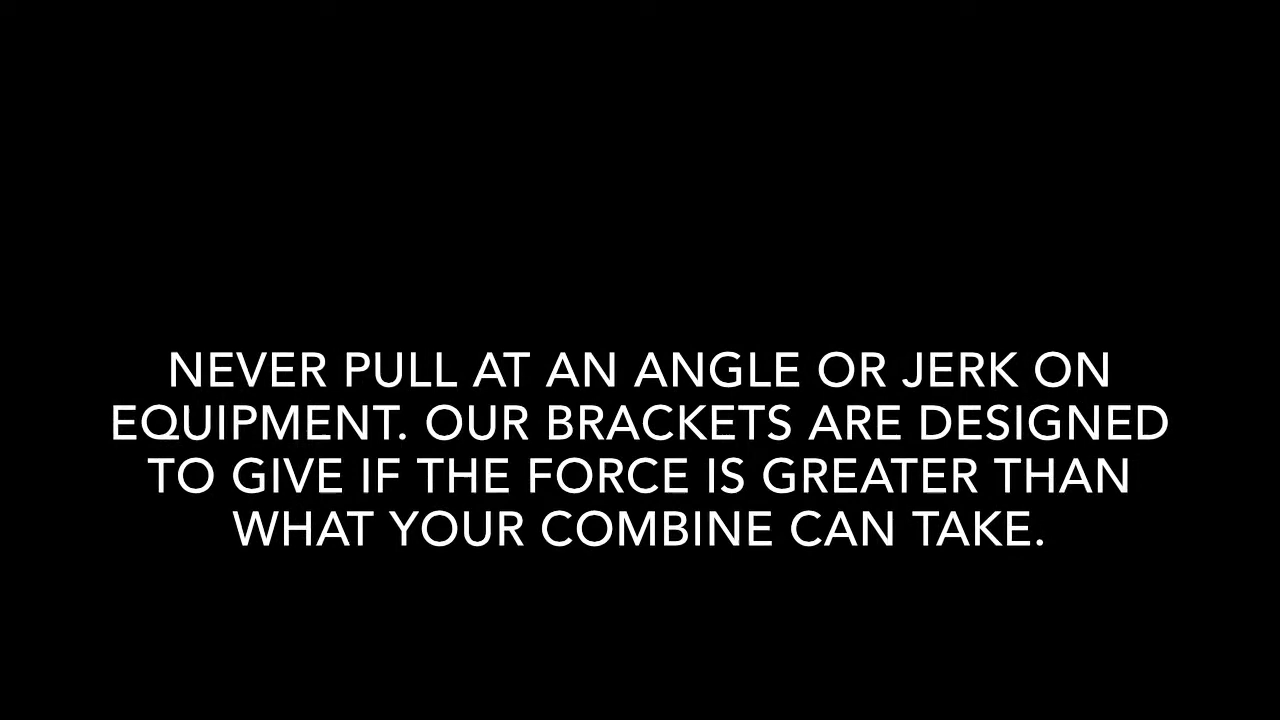 NEVER PULL AT AN ANGLE OR JERK ON
EQUIPMENT. OUR BRACKETS ARE DESIGNED
TO GIVE IF THE FORCE IS GREATER THAN
WHAT YOUR COMBINE CAN TAKE.